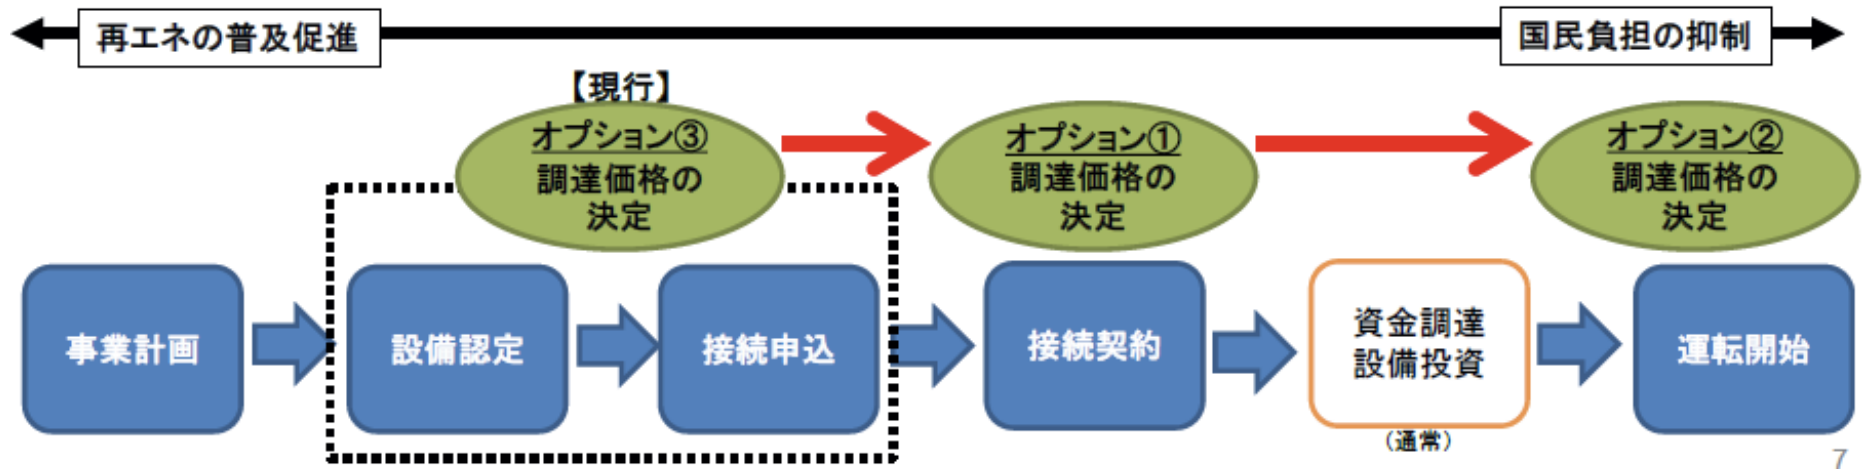 再エネの普及促進
国民負担の抑制
【現行】
オプション③
調達価格の
決定
オプション①
調達価格の
決定
オプション②
調達価格の
決定
事業計画
設備認定
接続申込
接続契約
資金調達
設備投資
(通常)
運転開始
7